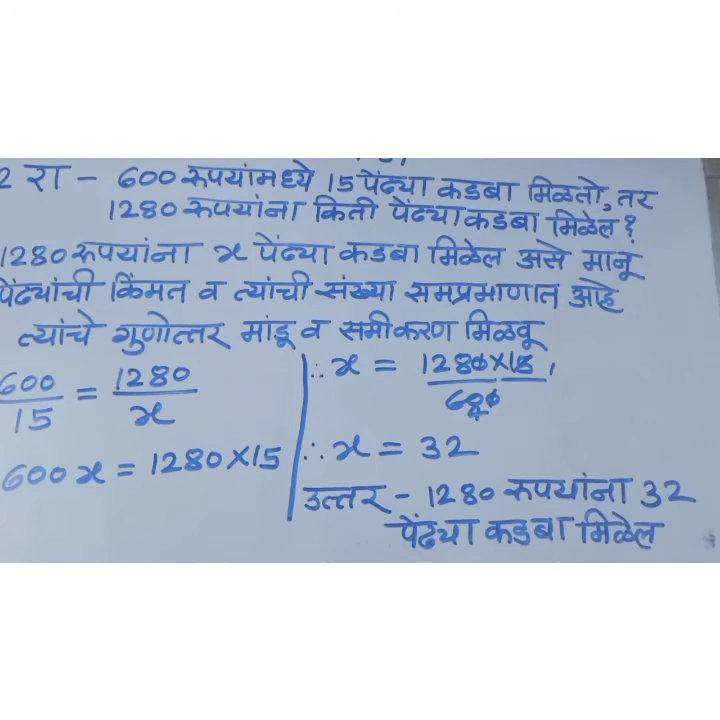 2 रा - 600 रूपयांमध्ये 15 पेंढ्या कडबा मिळतो, तर
1280 रूपयांना किती पेंढ्या कडबा मिळेल ?
1280 रूपयांना x पेंढ्या कडबा मिळेल असे मानू
पेंढ्यांची किंमत व त्यांची संख्या समप्रमाणात आहे
त्यांचे गुणोत्तर मांडू व समीकरण मिळवू
600/15 = 1280/x
600 x = 1280 × 15
∴ x = 1280 × 15 / 600
∴ x = 32
उत्तर - 1280 रूपयांना 32
पेंढ्या कडबा मिळेल